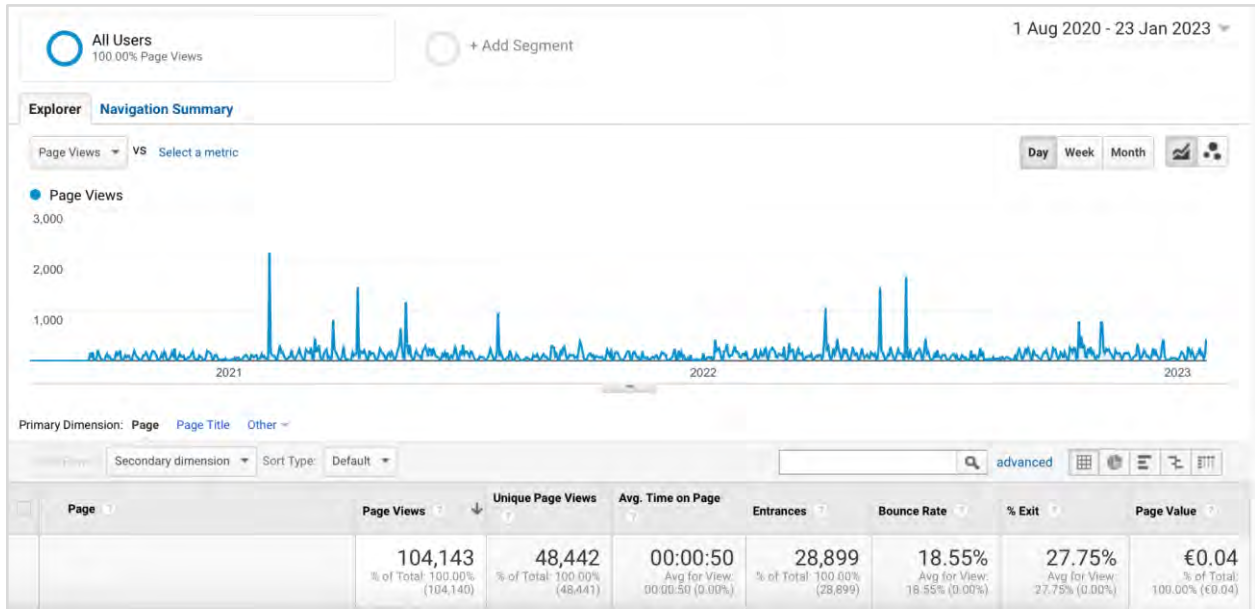 All Users
100.00% Page Views
+ Add Segment
1 Aug 2020 - 23 Jan 2023
Explorer Navigation Summary
Page Views VS Select a metric
Day Week Month
Page Views
3,000
2,000
1,000
2021 2022 2023
Primary Dimension: Page Page Title Other
Secondary dimension Sort Type: Default advanced
Page Page Views Unique Page Views Avg. Time on Page Entrances Bounce Rate % Exit Page Value
104,143 48,442 00:00:50 28,899 18.55% 27.75% €0.04
% of Total: 100.00% % of Total: 100.00% Avg for View: % of Total: 100.00% Avg for View: Avg for View: % of Total:
(104,140) (48,441) 00:00:50 (0.00%) (28,899) 18.55% (0.00%) 27.75% (0.00%) 100.00% (€0.04)